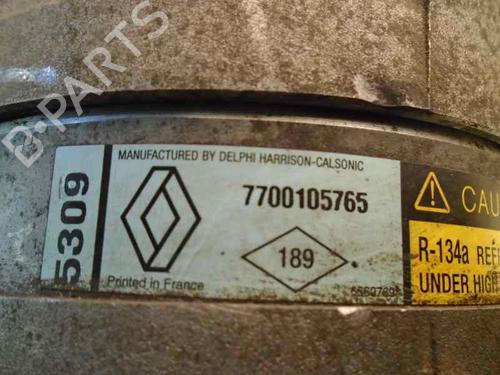 B-PARTS
5309
MANUFACTURED BY DELPHI HARRISON-CALSONIC
7700105765
189
Printed in France
CAU
R-134a REF
UNDER HIGH